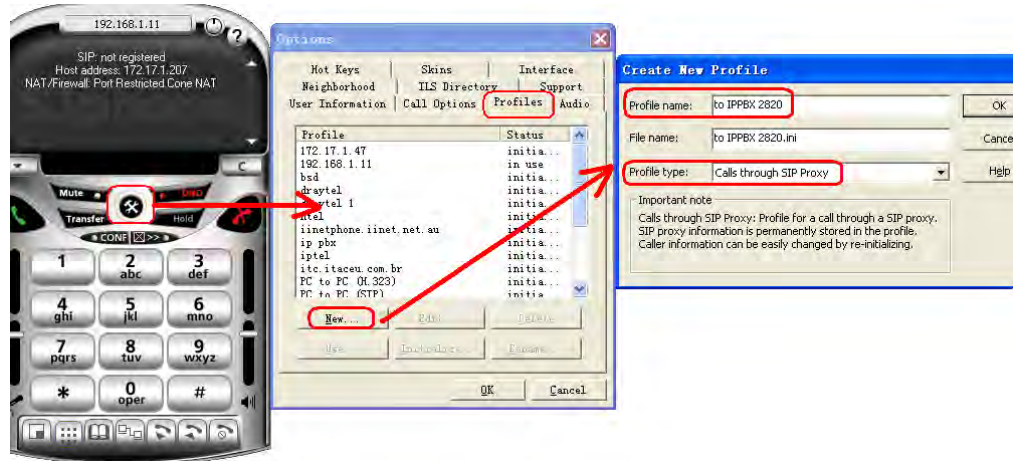 192.168.1.11
?
SIP: not registered
Host address: 172.17.1.207
NAT/Firewall: Port Restricted Cone NAT
C
Mute
DND
Transfer
Hold
CONF
>>
1
2
abc
3
def
4
ghi
5
jkl
6
mno
7
pqrs
8
tuv
9
wxyz
*
0
oper
#
Options
Hot Keys Skins Interface
Neighborhood ILS Directory Support
User Information Call Options Profiles Audio
Profile Status
172.17.1.47 initia...
192.168.1.11 in use
bsd initia...
draytel initia...
1 initia...
initia...
iinetphone.iinet.net.au initia...
ip pbx initia...
iptel initia...
itc.itaceu.com.br initia...
PC to PC (H.323) initia...
PC to PC (SIP) initia
New... Edit... Delete
Use Rename...
OK Cancel
Create New Profile
Profile name: to IPPBX 2820 OK
File name: to IPPBX 2820.ini Cance
Profile type: Calls through SIP Proxy Help
Important note
Calls through SIP Proxy: Profile for a call through a SIP proxy.
SIP proxy information is permanently stored in the profile.
Caller information can be easily changed by re-initializing.